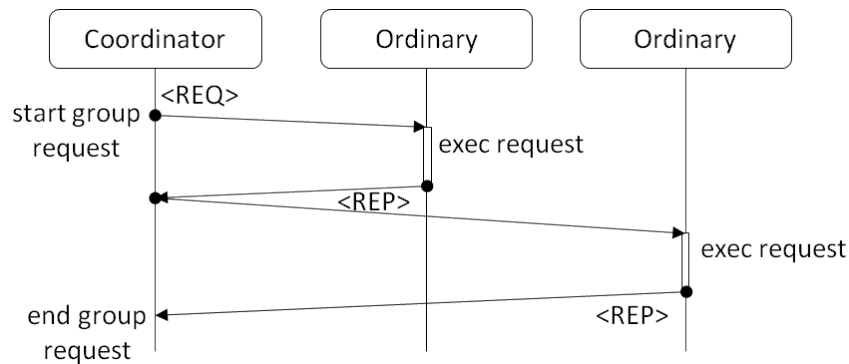 Coordinator
Ordinary
Ordinary
<REQ>
start group
request
exec request
<REP>
exec request
end group
request
<REP>